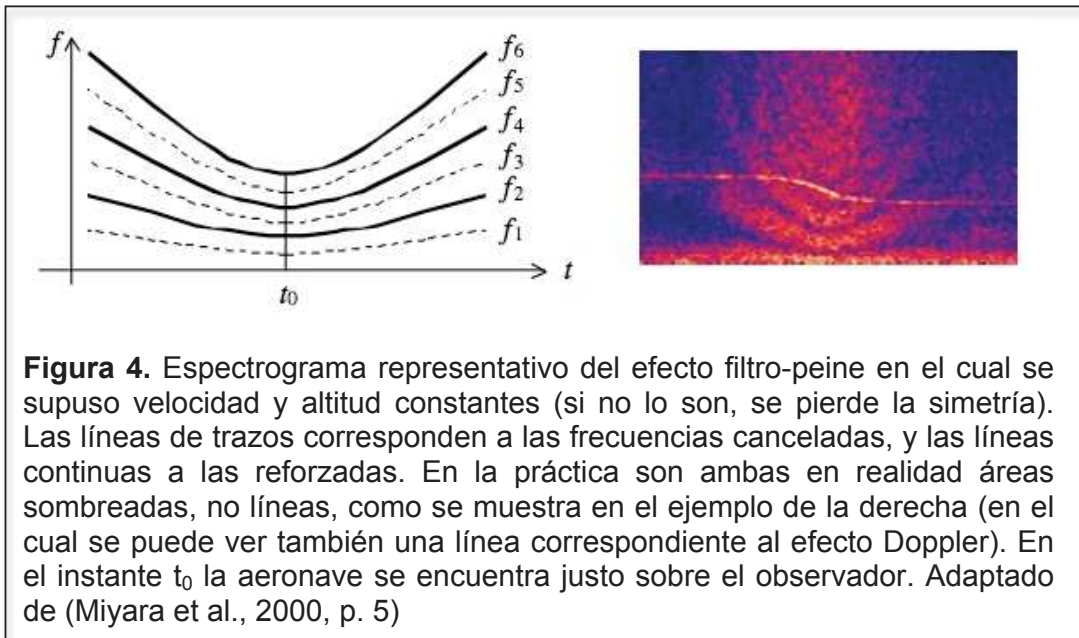 f
f6
f5
f4
f3
f2
f1
t
t0
Figura 4. Espectrograma representativo del efecto filtro-peine en el cual se
supuso velocidad y altitud constantes (si no lo son, se pierde la simetría).
Las líneas de trazos corresponden a las frecuencias canceladas, y las líneas
continuas a las reforzadas. En la práctica son ambas en realidad áreas
sombreadas, no líneas, como se muestra en el ejemplo de la derecha (en el
cual se puede ver también una línea correspondiente al efecto Doppler). En
el instante t0 la aeronave se encuentra justo sobre el observador. Adaptado
de (Miyara et al., 2000, p. 5)